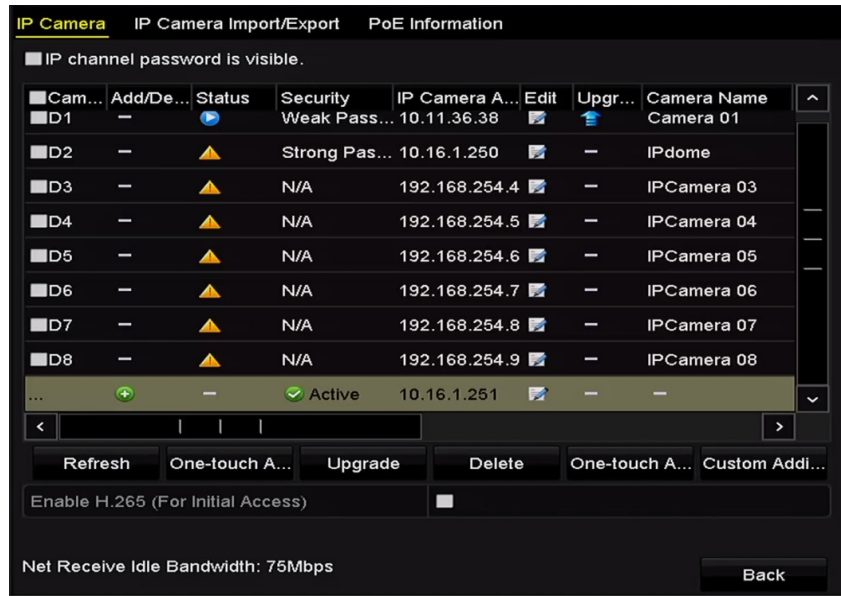 IP Camera IP Camera Import/Export PoE Information
IP channel password is visible.
Cam... Add/De... Status Security IP Camera A... Edit Upgr... Camera Name
D1 – Weak Pass... 10.11.36.38 Camera 01
D2 – Strong Pas... 10.16.1.250 – IPdome
D3 – N/A 192.168.254.4 – IPCamera 03
D4 – N/A 192.168.254.5 – IPCamera 04
D5 – N/A 192.168.254.6 – IPCamera 05
D6 – N/A 192.168.254.7 – IPCamera 06
D7 – N/A 192.168.254.8 – IPCamera 07
D8 – N/A 192.168.254.9 – IPCamera 08
... – Active 10.16.1.251 – –
Refresh One-touch A... Upgrade Delete One-touch A... Custom Addi...
Enable H.265 (For Initial Access)
Net Receive Idle Bandwidth: 75Mbps
Back